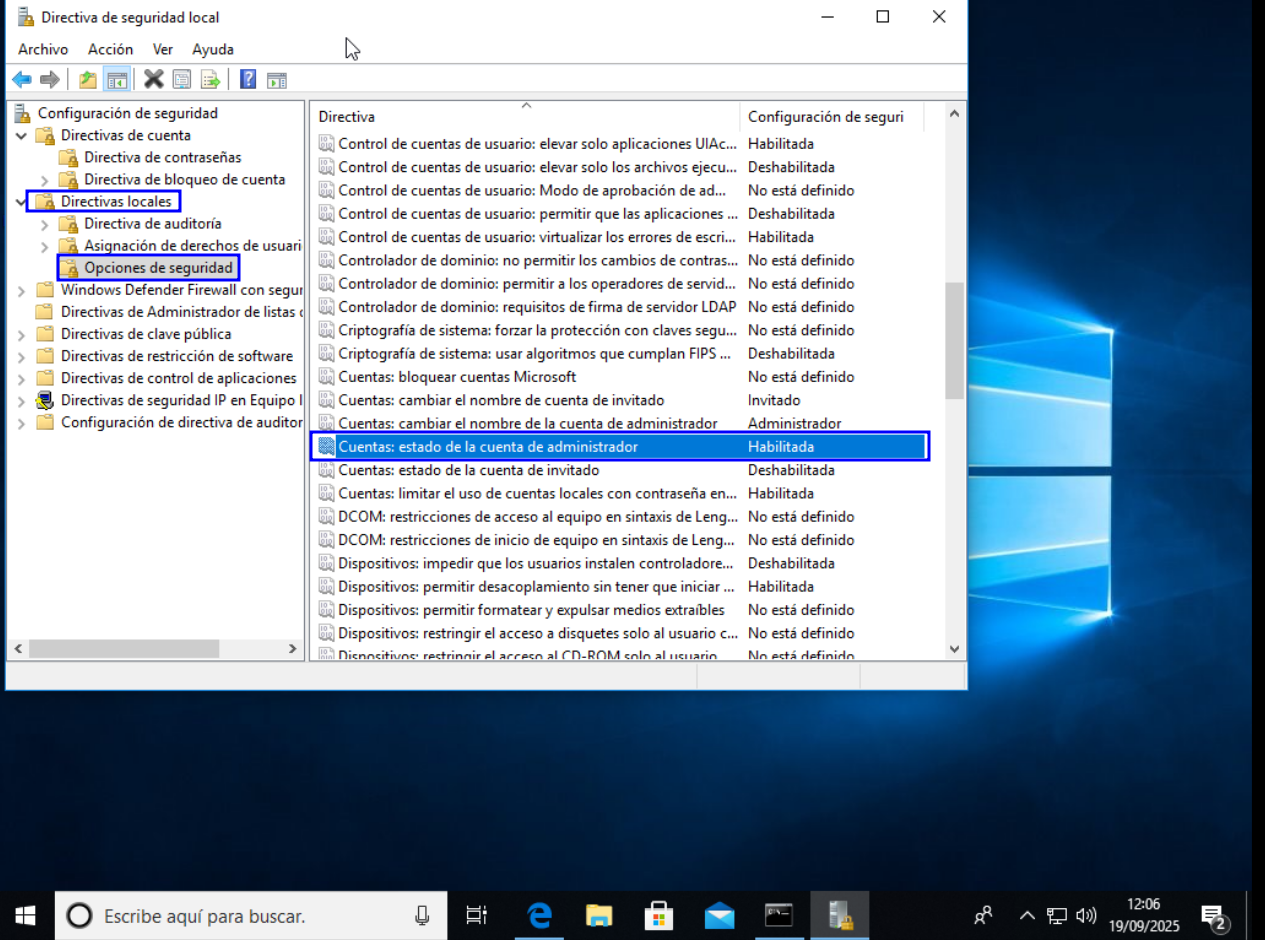 Directiva de seguridad local
Archivo Acción Ver Ayuda
Configuración de seguridad
Directivas de cuenta
Directiva de contraseñas
Directiva de bloqueo de cuenta
Directivas locales
Directiva de auditoría
Asignación de derechos de usuari
Opciones de seguridad
Windows Defender Firewall con segur
Directivas de Administrador de listas
Directivas de clave pública
Directivas de restricción de software
Directivas de control de aplicaciones
Directivas de seguridad IP en Equipo l
Configuración de directiva de auditor
Directiva Configuración de seguri
Control de cuentas de usuario: elevar solo aplicaciones UIAc... Habilitada
Control de cuentas de usuario: elevar solo los archivos ejecu... Deshabilitada
Control de cuentas de usuario: Modo de aprobación de ad... No está definido
Control de cuentas de usuario: permitir que las aplicaciones ... Deshabilitada
Control de cuentas de usuario: virtualizar los errores de escri... Habilitada
Controlador de dominio: no permitir los cambios de contras... No está definido
Controlador de dominio: permitir a los operadores de servid... No está definido
Controlador de dominio: requisitos de firma de servidor LDAP No está definido
Criptografía de sistema: forzar la protección con claves segu... No está definido
Criptografía de sistema: usar algoritmos que cumplan FIPS ... Deshabilitada
Cuentas: bloquear cuentas Microsoft No está definido
Cuentas: cambiar el nombre de cuenta de invitado Invitado
Cuentas: cambiar el nombre de la cuenta de administrador Administrador
Cuentas: estado de la cuenta de administrador Habilitada
Cuentas: estado de la cuenta de invitado Deshabilitada
Cuentas: limitar el uso de cuentas locales con contraseña en... Habilitada
DCOM: restricciones de acceso al equipo en sintaxis de Leng... No está definido
DCOM: restricciones de inicio de equipo en sintaxis de Leng... No está definido
Dispositivos: impedir que los usuarios instalen controladore... Deshabilitada
Dispositivos: permitir desacoplamiento sin tener que iniciar ... Habilitada
Dispositivos: permitir formatear y expulsar medios extraíbles No está definido
Dispositivos: restringir el acceso a disquetes solo al usuario c... No está definido
Dispositivos: restringir el acceso al CD-ROM solo al usuario No está definido
Escribe aquí para buscar.
12:06
19/09/2025
2